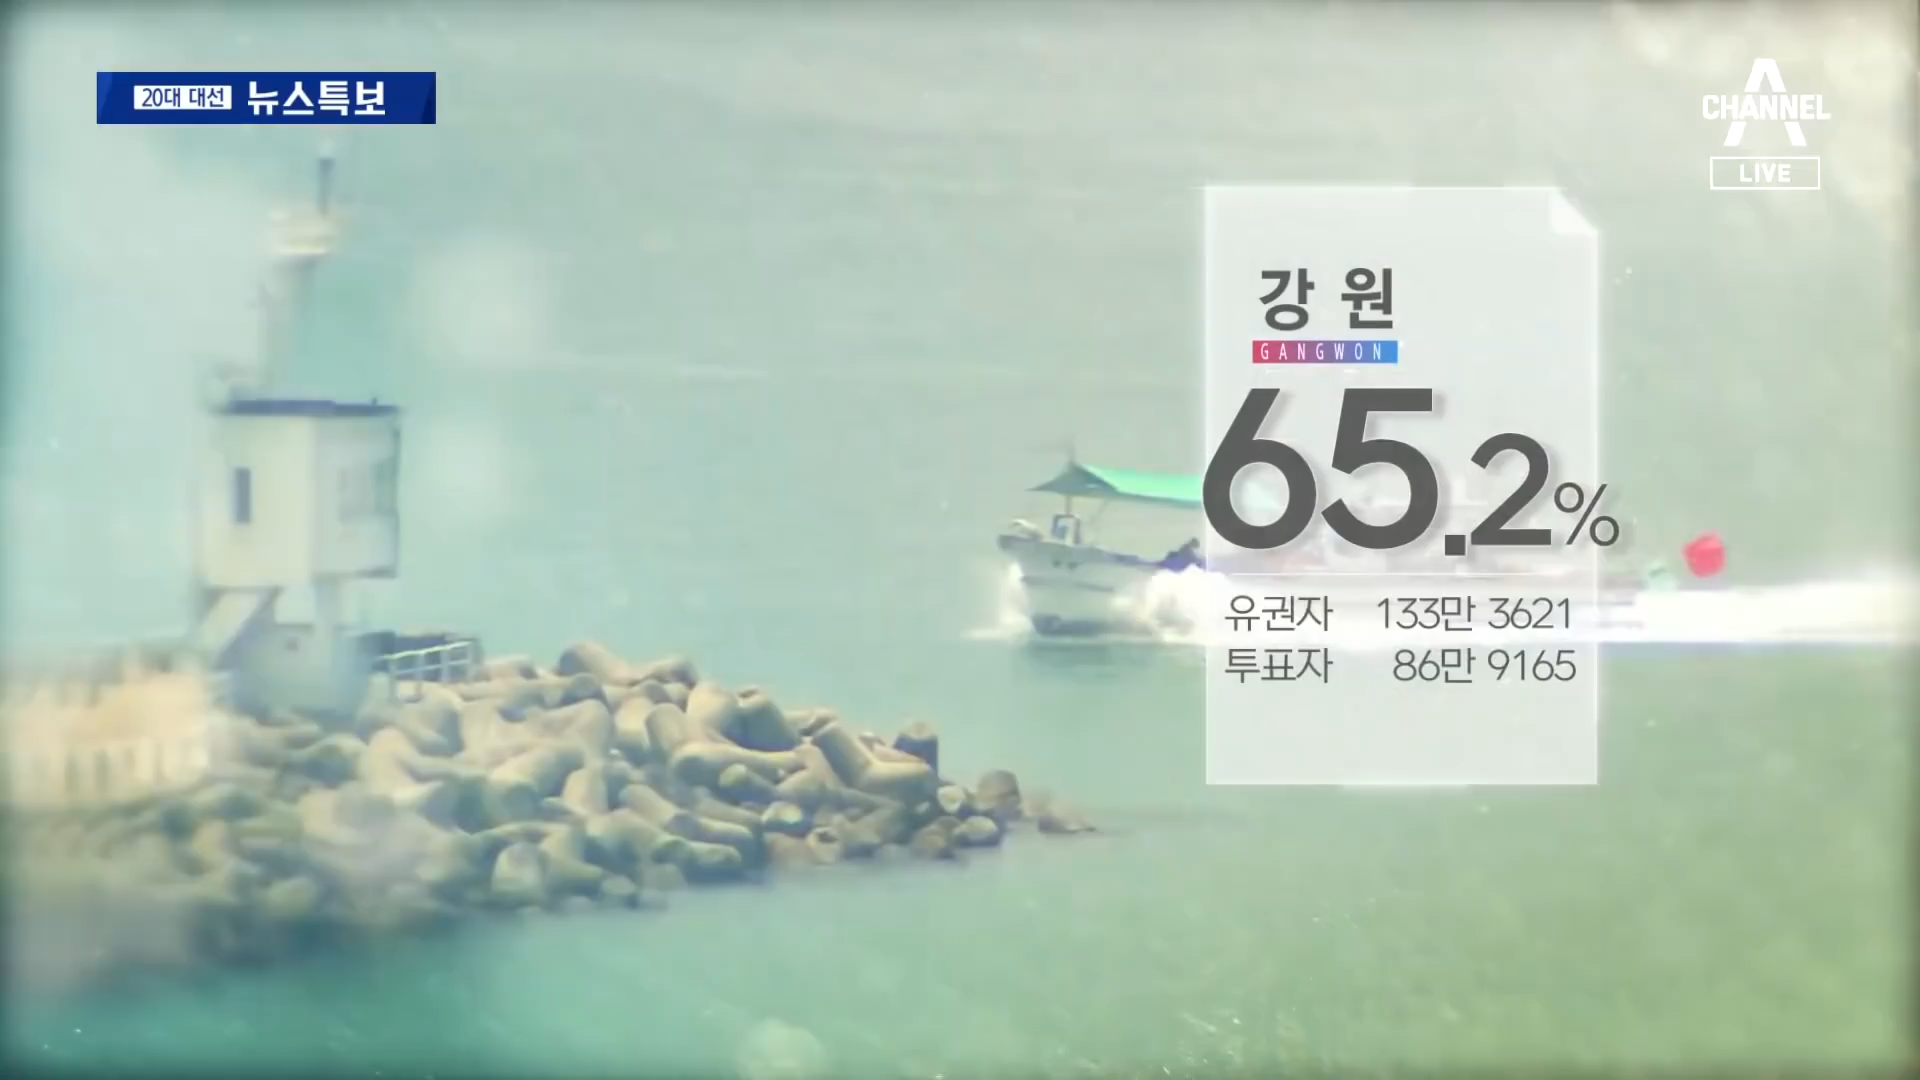 20대 대선 뉴스특보
CHANNEL A
LIVE
강원
GANGWON
65.2%
유권자 133만 3621
투표자 86만 9165